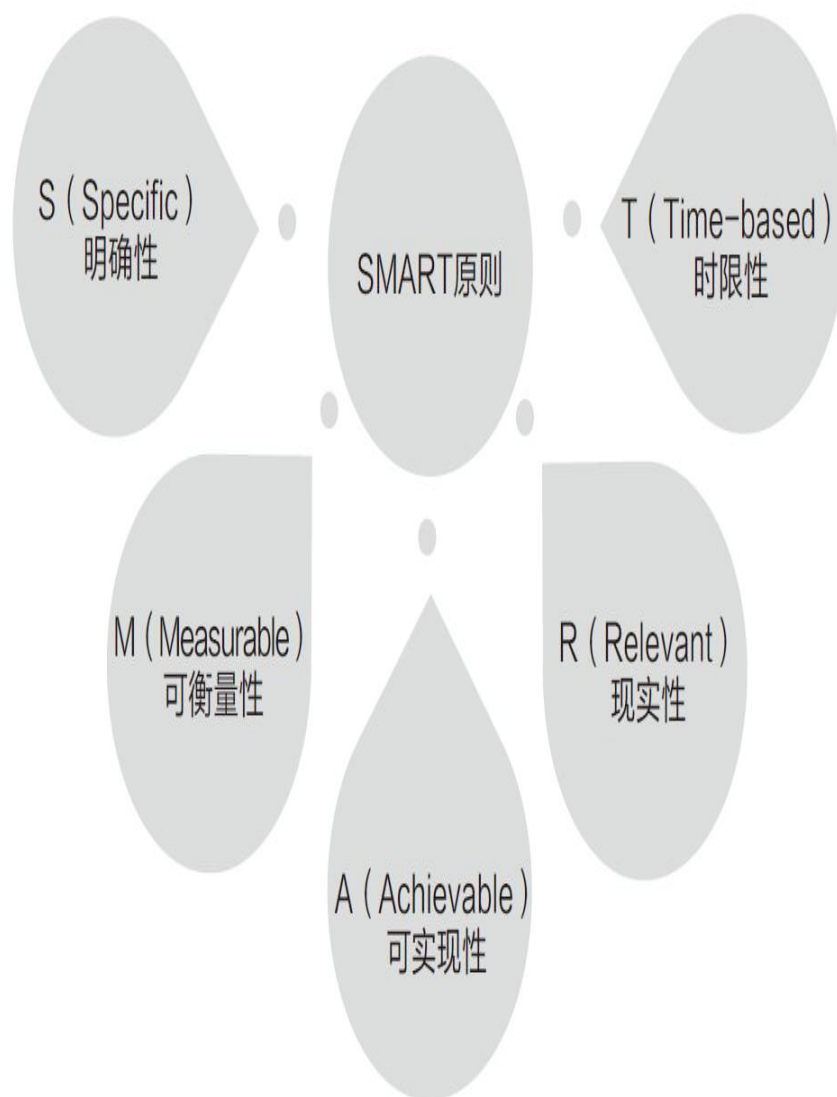 SMART原则
S（Specific）
明确性
M（Measurable）
可衡量性
A（Achievable）
可实现性
R（Relevant）
现实性
T（Time-based）
时限性